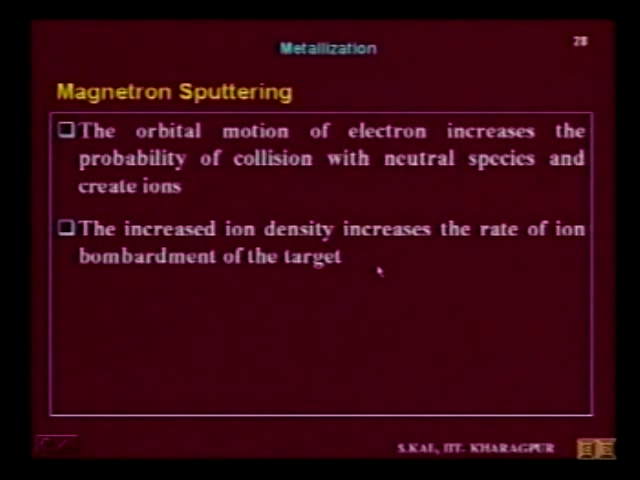 Metallization
28
Magnetron Sputtering
The orbital motion of electron increases the
probability of collision with neutral species and
create ions
The increased ion density increases the rate of ion
bombardment of the target
S.KAL, IIT- KHARAGPUR